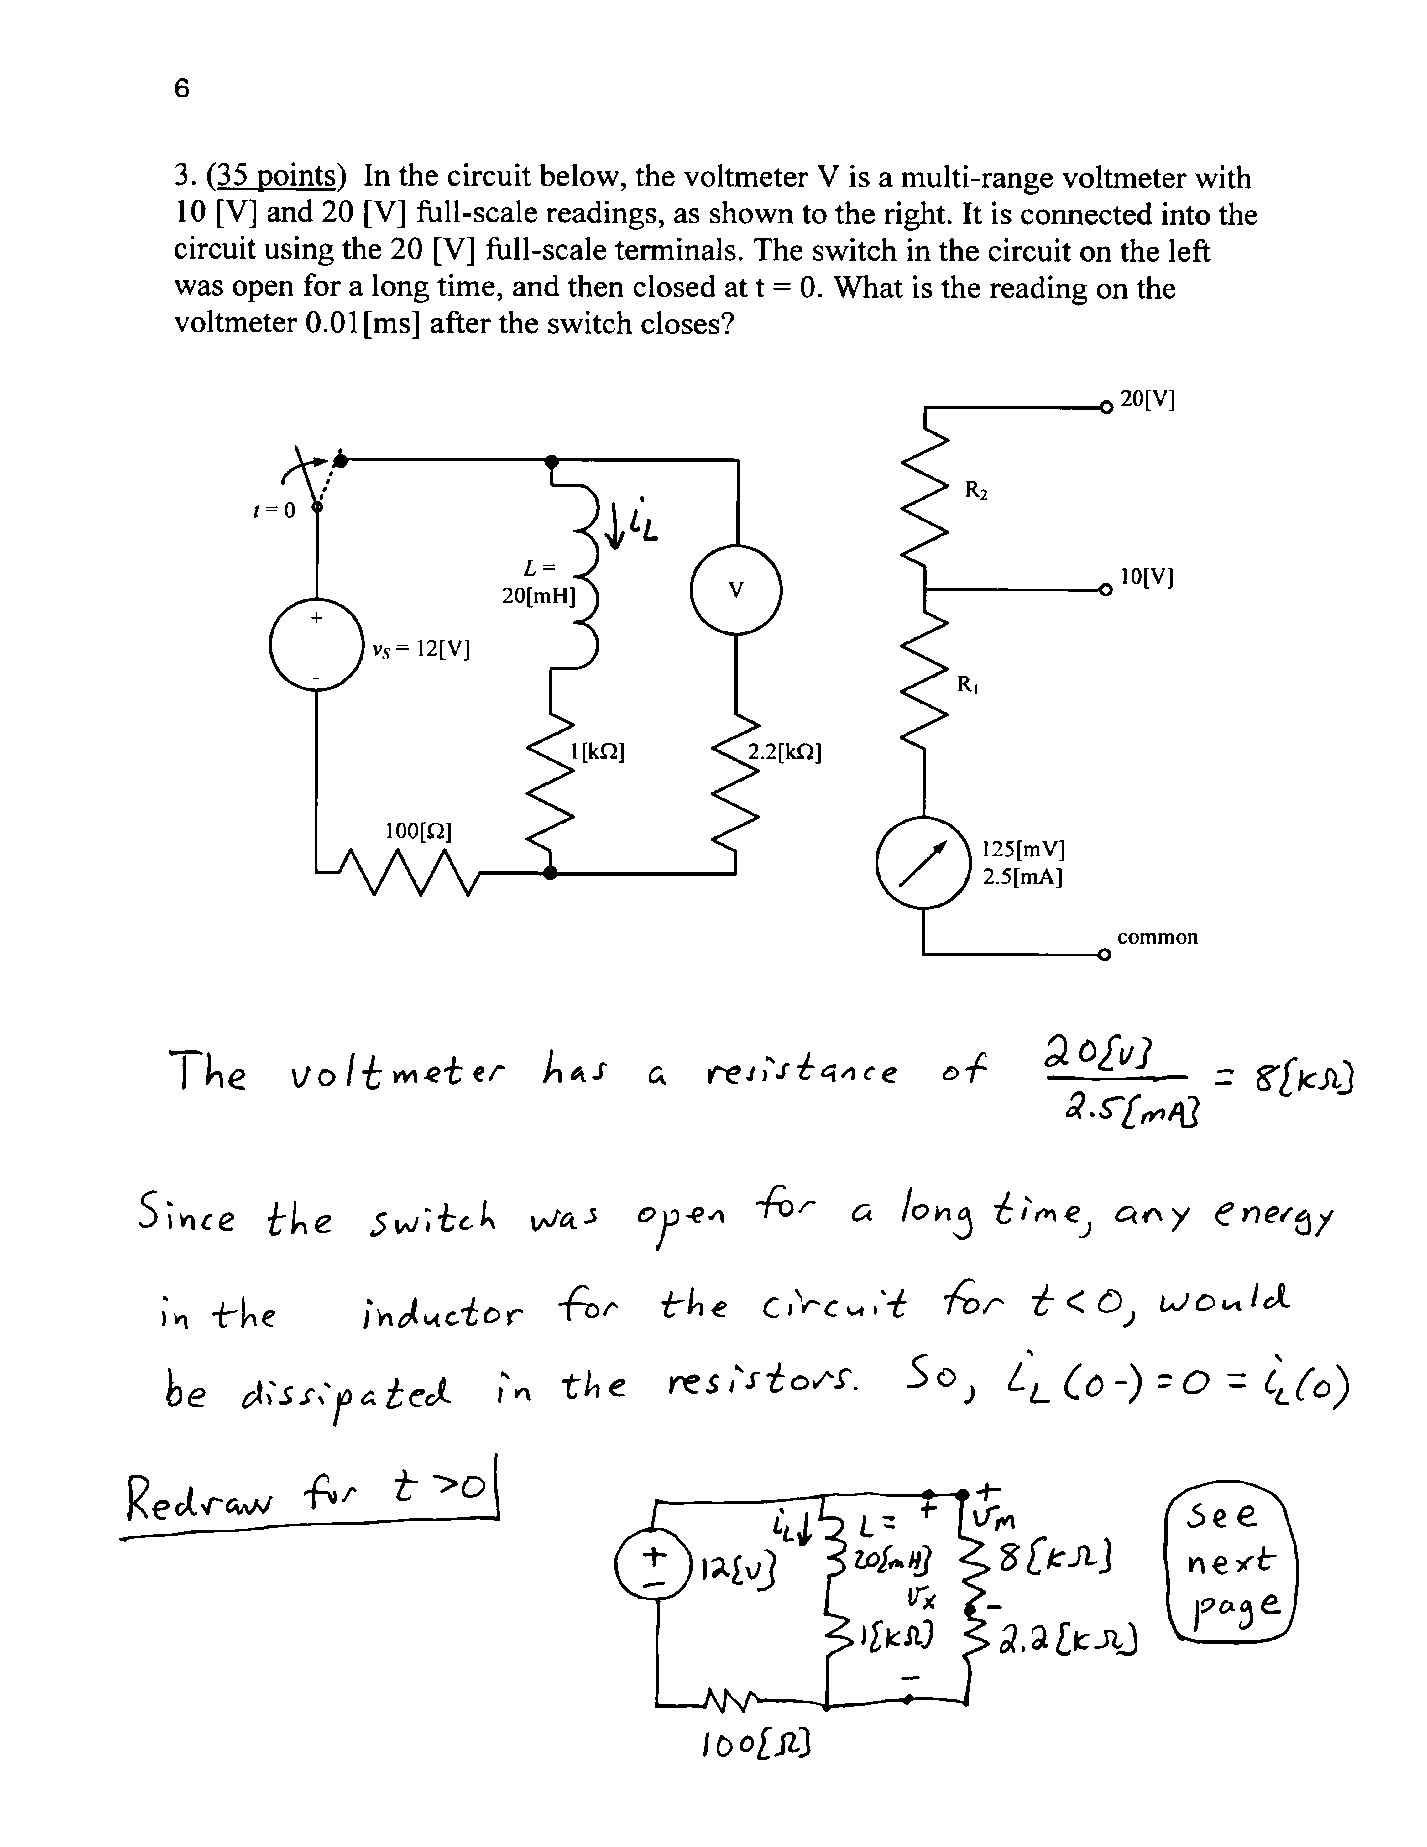 6
3. (35 points) In the circuit below, the voltmeter V is a multi-range voltmeter with
10 [V] and 20 [V] full-scale readings, as shown to the right. It is connected into the
circuit using the 20 [V] full-scale terminals. The switch in the circuit on the left
was open for a long time, and then closed at t = 0. What is the reading on the
voltmeter 0.01[ms] after the switch closes?
20[V]
R2
t = 0
iL
L =
20[mH]
V
10[V]
+
vS = 12[V]
-
R1
1[kΩ]
2.2[kΩ]
100[Ω]
125[mV]
2.5[mA]
common
The voltmeter has a resistance of 20[V] / 2.5[mA] = 8[kΩ]
Since the switch was open for a long time, any energy
in the inductor for the circuit for t<0, would
be dissipated in the resistors. So, iL(0-)=0=iL(0)
Redraw for t>0
+
-
12[V]
iL
L=
20[mH]
1[kΩ]
+
vx
-
+
vm
-
8[kΩ]
2.2[kΩ]
100[Ω]
see
next
page